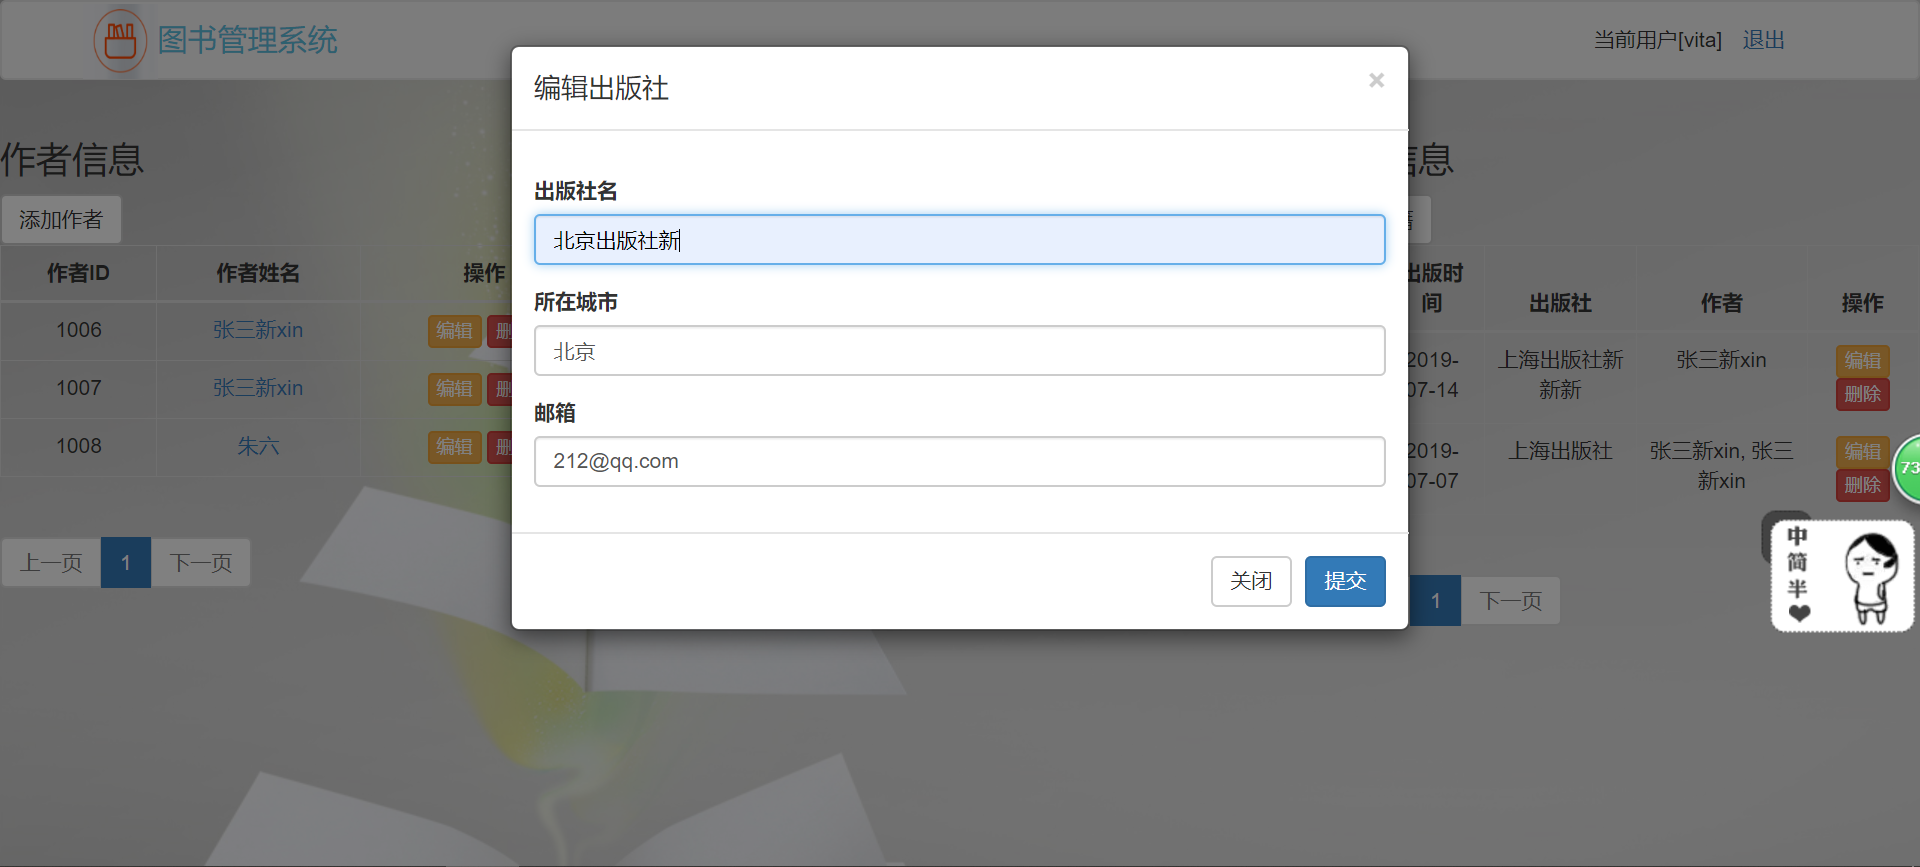 图书管理系统
当前用户[vita] 退出
编辑出版社 ×
出版社名
北京出版社新
所在城市
北京
邮箱
212@qq.com
关闭 提交
作者信息
添加作者
作者ID 作者姓名 操作
1006 张三新xin 编辑
1007 张三新xin 编辑
1008 朱六 编辑
上一页 1 下一页
信息
出版时间 出版社 作者 操作
2019-07-14 上海出版社新新新 张三新xin 编辑 删除
2019-07-07 上海出版社 张三新xin, 张三新xin 编辑 删除
1 下一页
73
中
简
半